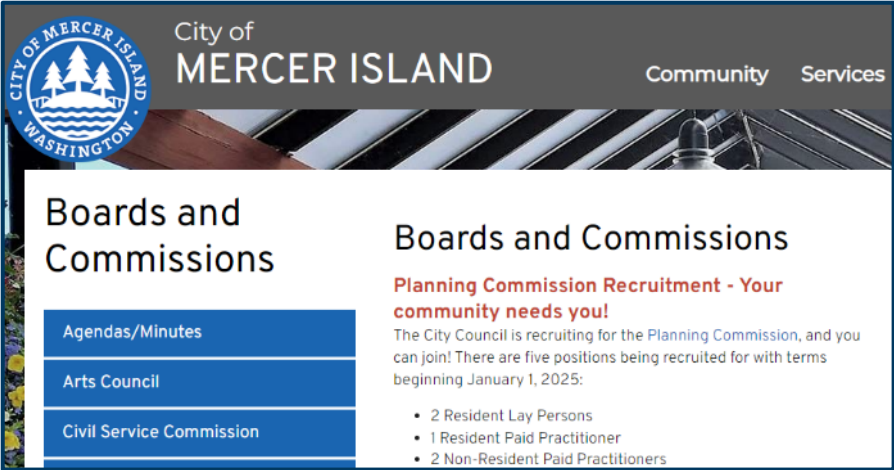 CITY OF MERCER ISLAND
WASHINGTON
City of
MERCER ISLAND
Community
Services
Boards and
Commissions
Agendas/Minutes
Arts Council
Civil Service Commission
Boards and Commissions
Planning Commission Recruitment - Your
community needs you!
The City Council is recruiting for the Planning Commission, and you
can join! There are five positions being recruited for with terms
beginning January 1, 2025:
• 2 Resident Lay Persons
• 1 Resident Paid Practitioner
• 2 Non-Resident Paid Practitioners